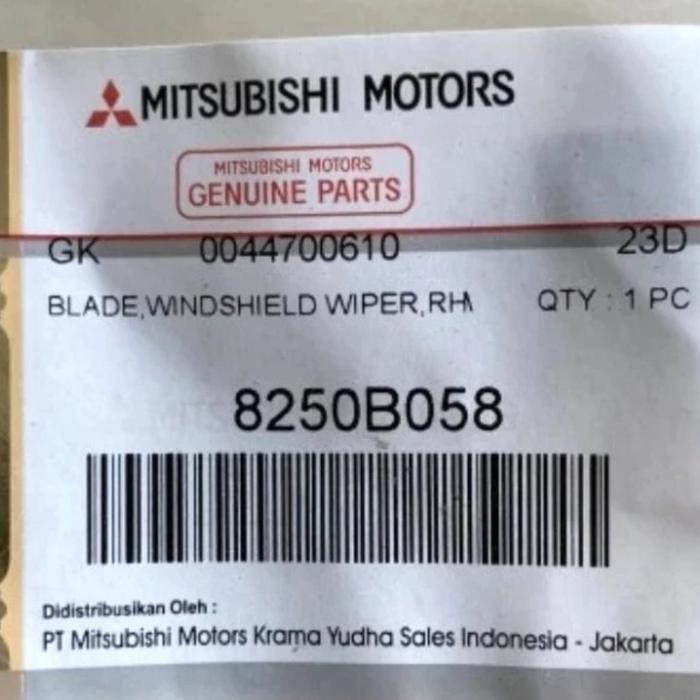 MITSUBISHI MOTORS
MITSUBISHI MOTORS
GENUINE PARTS
GK 0044700610 23D
BLADE,WINDSHIELD WIPER,RH QTY : 1 PC
8250B058
Didistribusikan Oleh :
PT Mitsubishi Motors Krama Yudha Sales Indonesia - Jakarta